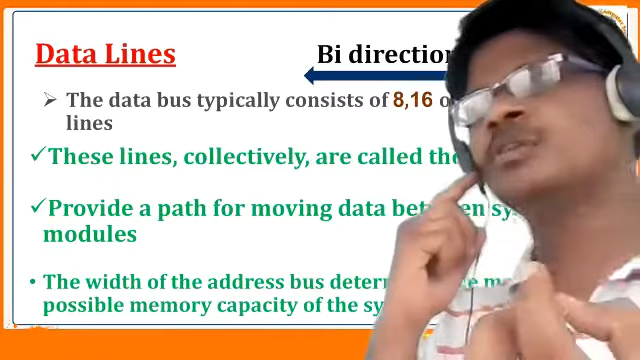 Data Lines
Bi direction
The data bus typically consists of 8,16 o
lines
These lines, collectively, are called the
Provide a path for moving data between sy
modules
The width of the address bus deter
possible memory capacity of the sy